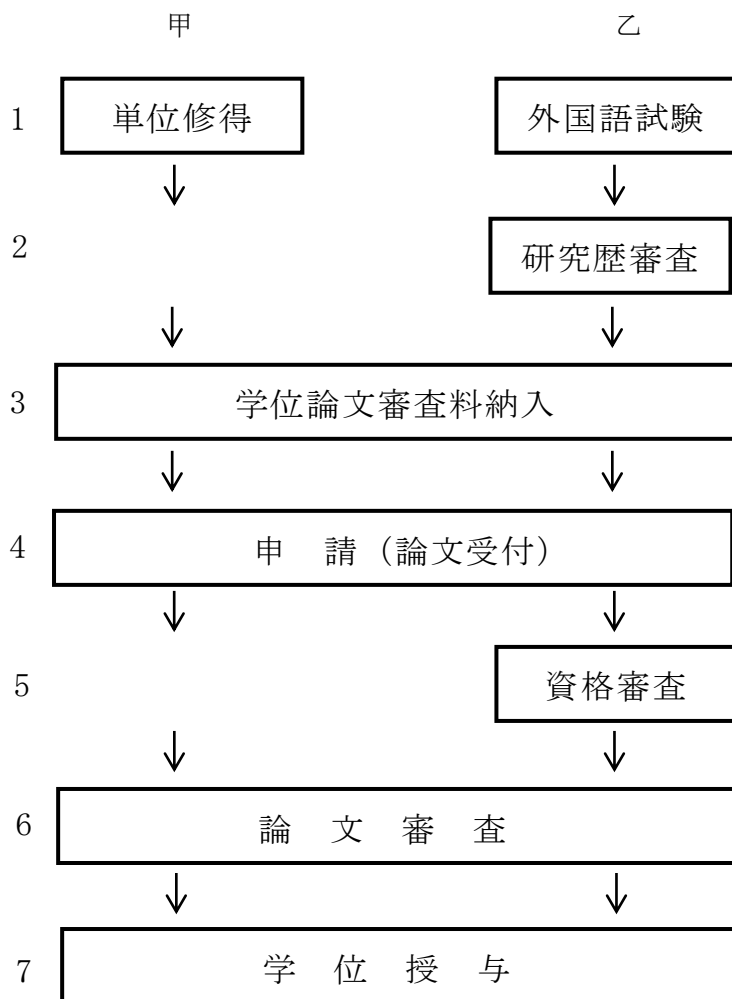 甲 乙
1 単位修得 外国語試験
2 研究歴審査
3 学位論文審査料納入
4 申 請（論文受付）
5 資格審査
6 論 文 審 査
7 学 位 授 与